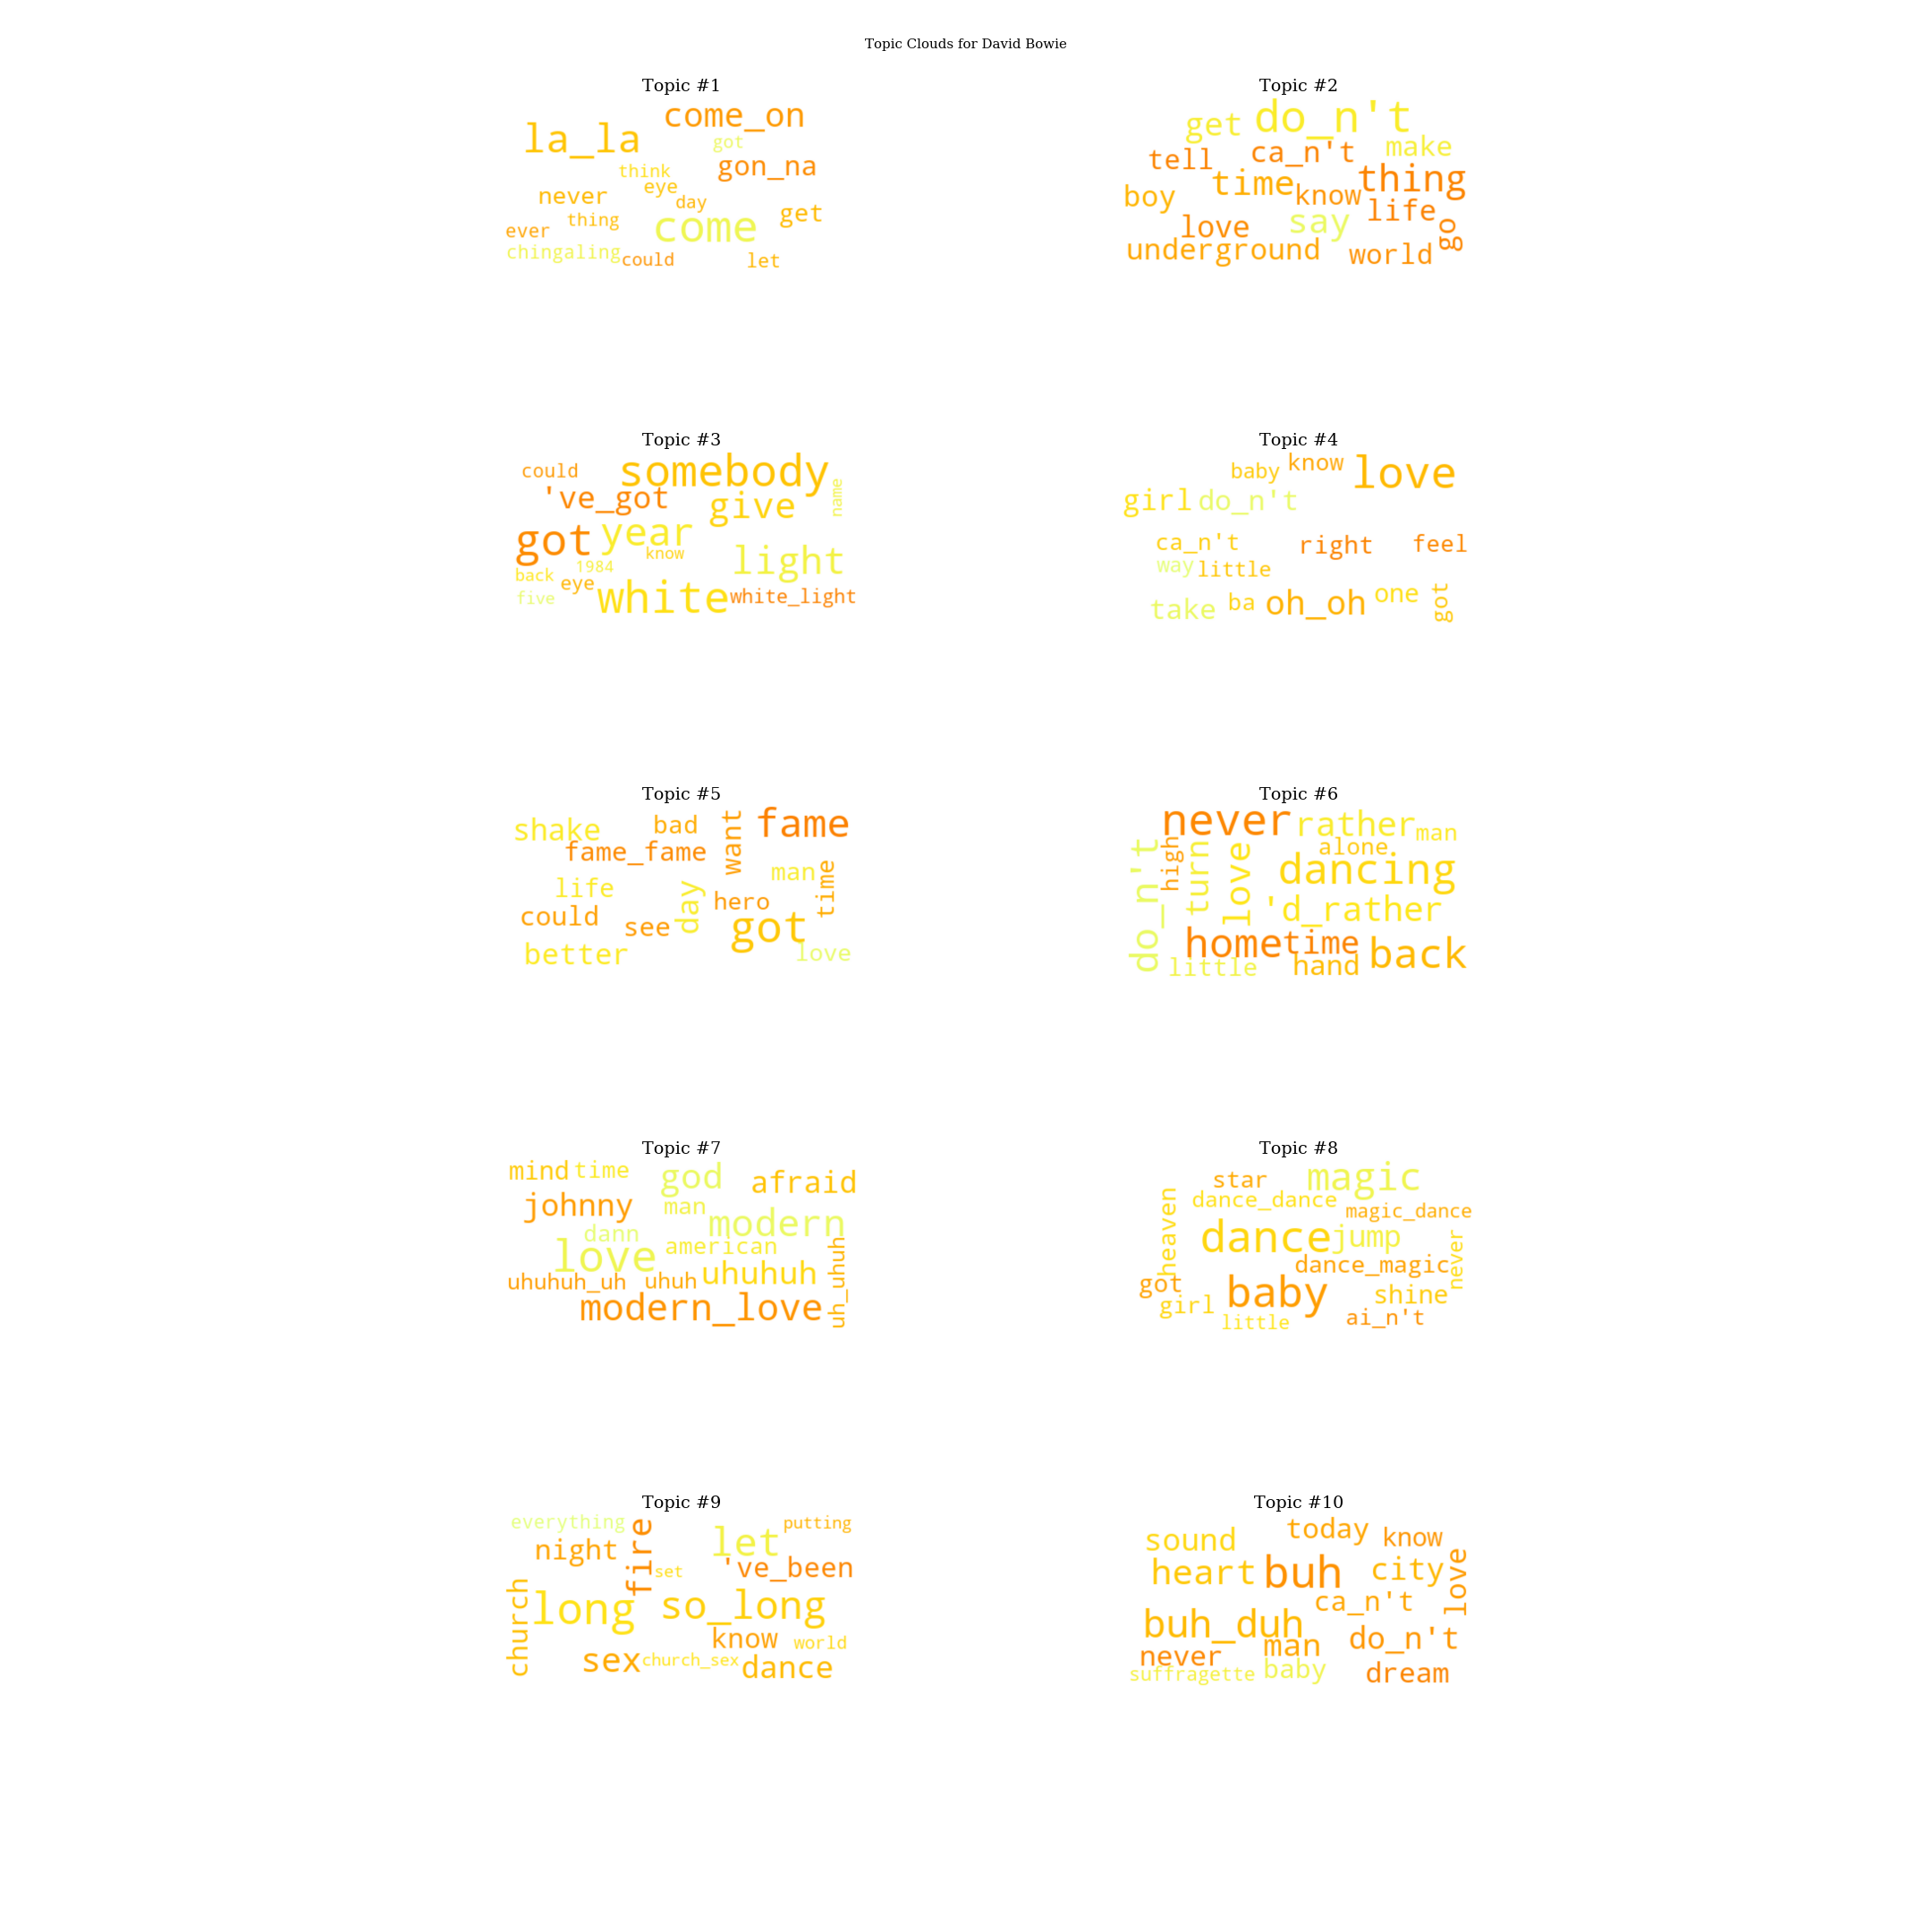 Topic Clouds for David Bowie
Topic #1
come_on
la_la
got
gon_na
think
eye
never
day
get
thing
come
ever
chingaling
could
let
Topic #2
do_n't
get
make
ca_n't
tell
thing
time
know
boy
life
say
love
go
underground
world
Topic #3
somebody
could
've_got
name
give
year
got
know
light
1984
back
eye
five
white
white_light
Topic #4
know
love
baby
girl
do_n't
ca_n't
right
feel
way
little
one
ba
oh_oh
take
got
Topic #5
fame
shake
bad
want
fame_fame
man
time
life
day
hero
could
see
got
better
love
Topic #6
never
rather
man
alone
high
do_n't
turn
love
dancing
'd_rather
home
time
back
hand
little
Topic #7
mind
time
god
afraid
johnny
man
modern
dann
love
american
uhuhuh
uh_uhuh
uhuhuh_uh
uhuh
modern_love
Topic #8
magic
star
dance_dance
magic_dance
heaven
dance
jump
never
dance_magic
got
baby
shine
girl
little
ai_n't
Topic #9
everything
fire
putting
let
night
've_been
set
church
long
so_long
know
world
sex
church_sex
dance
Topic #10
today
sound
know
heart
buh
city
love
ca_n't
buh_duh
man
do_n't
never
suffragette
baby
dream